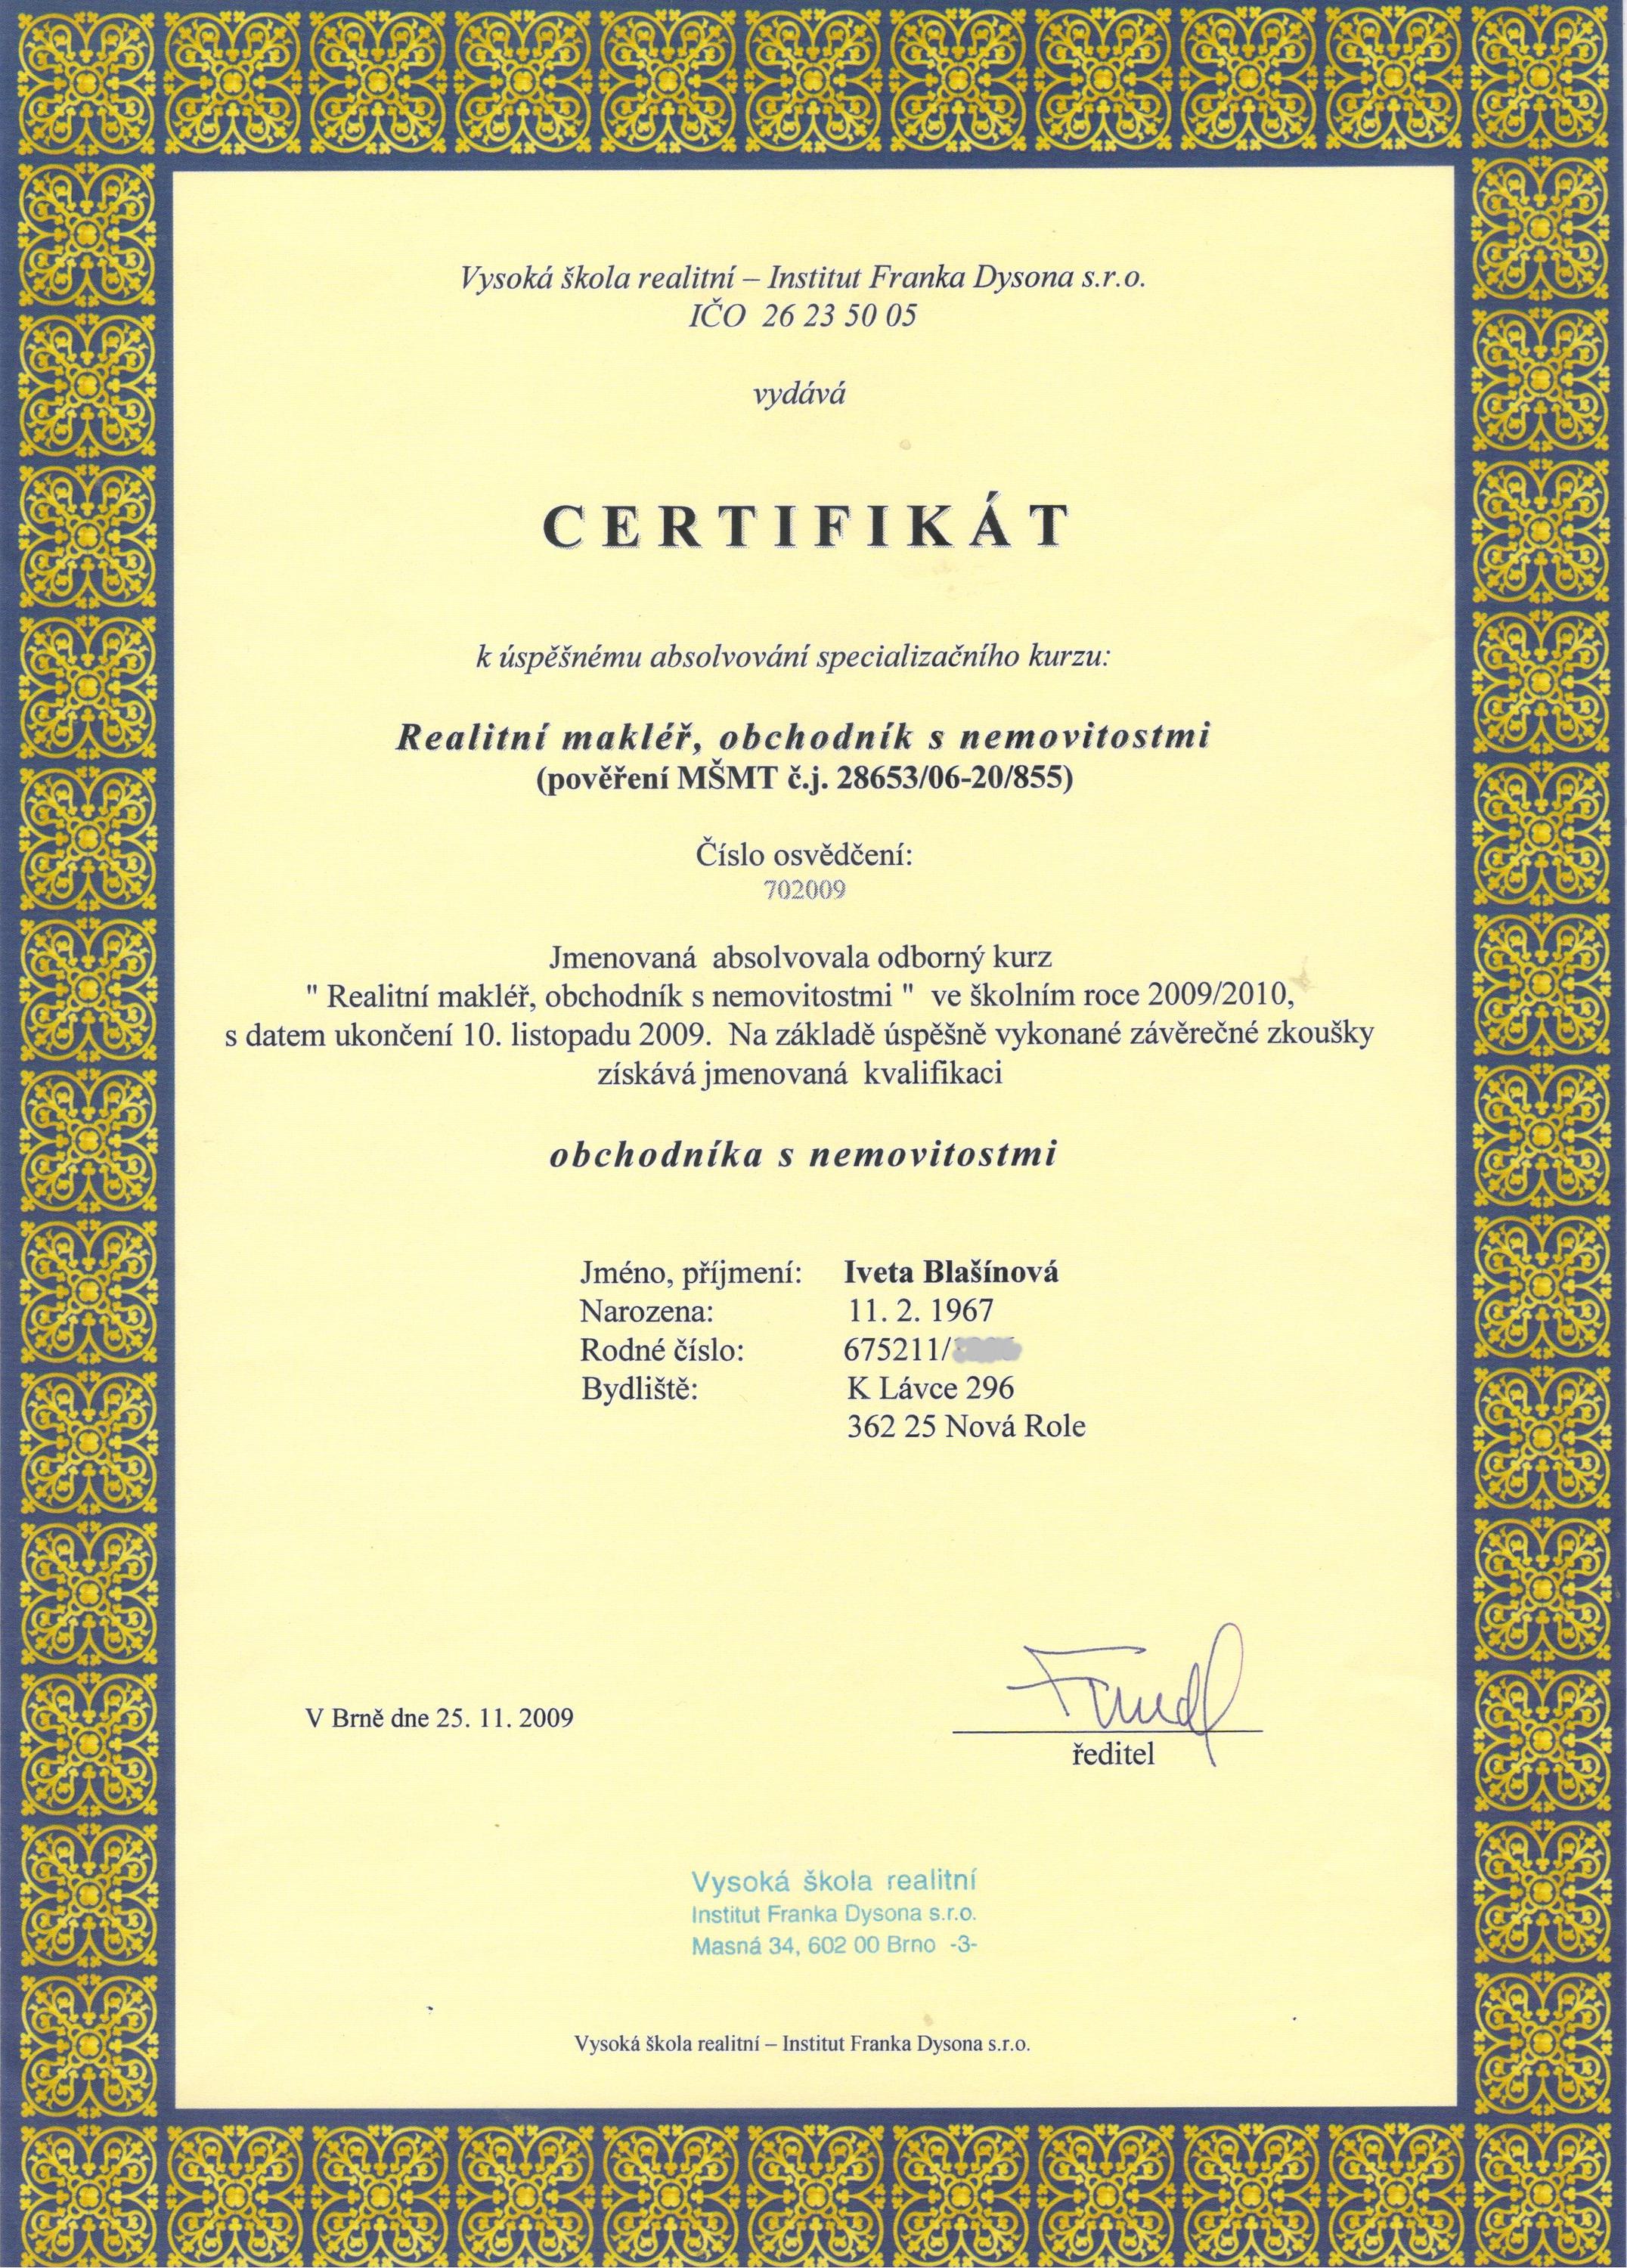 Vysoká škola realitní – Institut Franka Dysona s.r.o.
IČO 26 23 50 05
vydává
CERTIFIKÁT
k úspěšnému absolvování specializačního kurzu:
Realitní makléř, obchodník s nemovitostmi
(pověření MŠMT č.j. 28653/06-20/855)
Číslo osvědčení:
702009
Jmenovaná absolvovala odborný kurz
" Realitní makléř, obchodník s nemovitostmi " ve školním roce 2009/2010,
s datem ukončení 10. listopadu 2009. Na základě úspěšně vykonané závěrečné zkoušky
získává jmenovaná kvalifikaci
obchodníka s nemovitostmi
Jméno, příjmení: Iveta Blašínová
Narozena: 11. 2. 1967
Rodné číslo: 675211/
Bydliště: K Lávce 296
362 25 Nová Role
V Brně dne 25. 11. 2009
ředitel
Vysoká škola realitní
Institut Franka Dysona s.r.o.
Masná 34, 602 00 Brno -3-
Vysoká škola realitní – Institut Franka Dysona s.r.o.